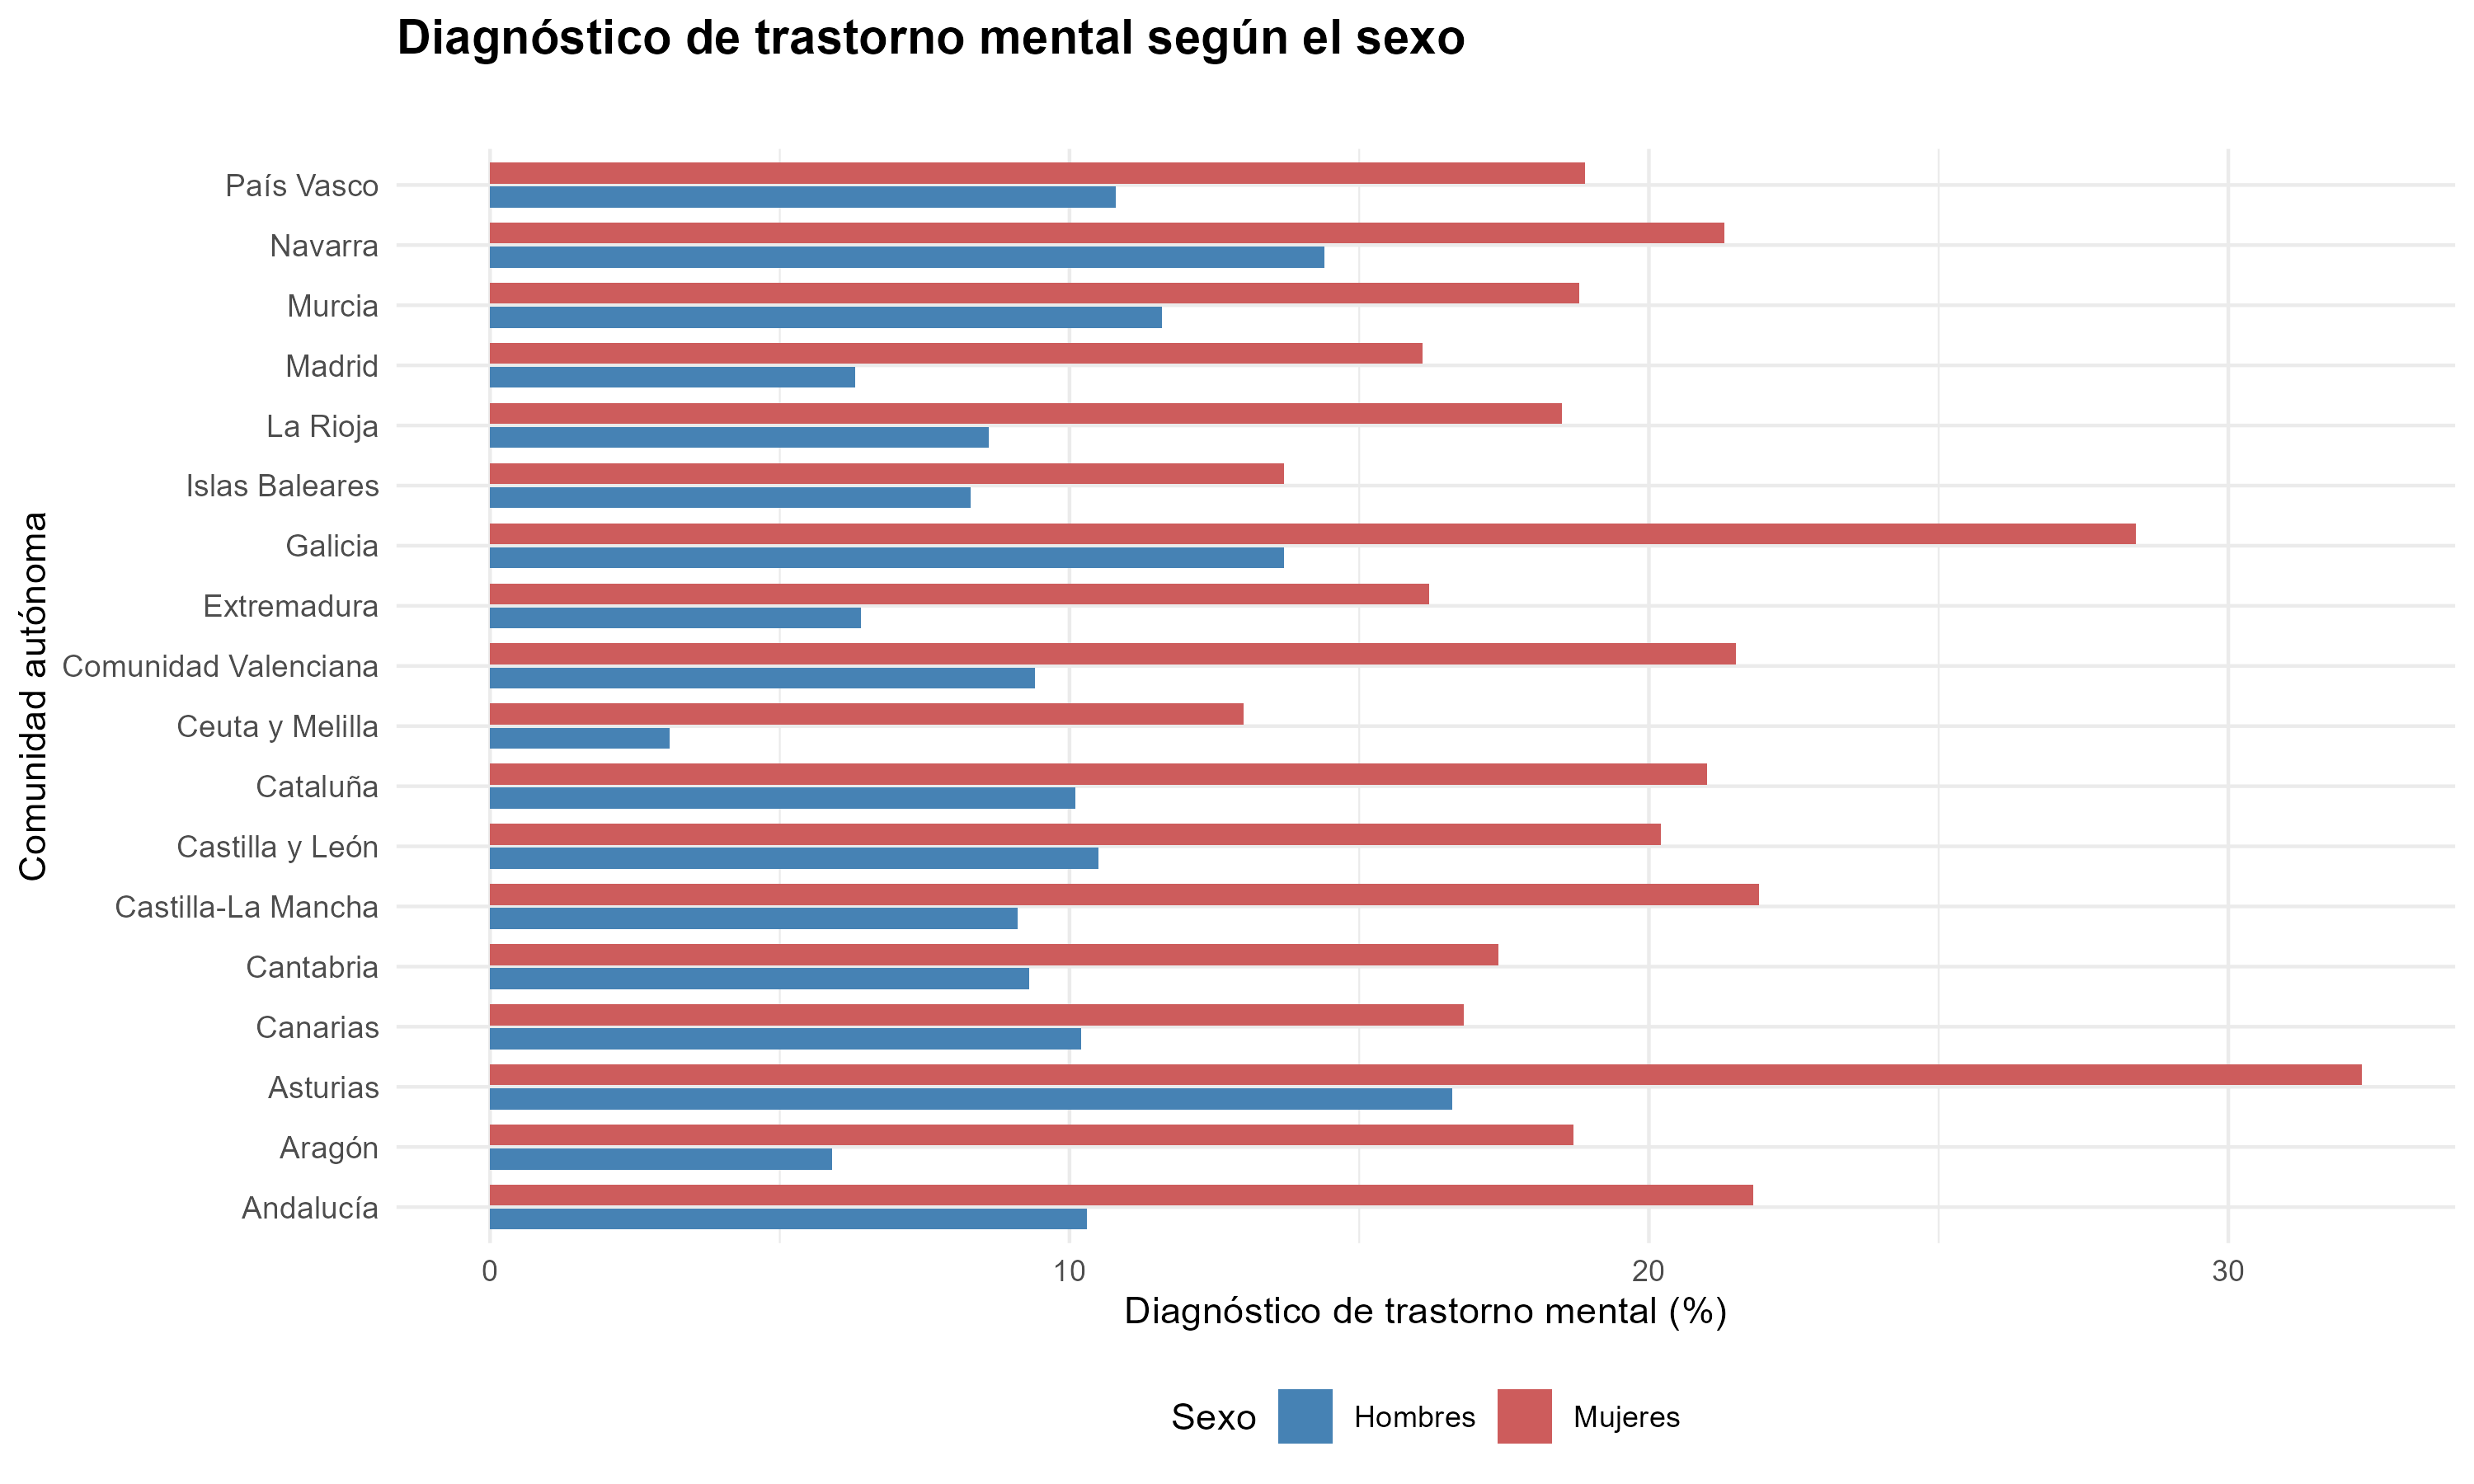 Diagnóstico de trastorno mental según el sexo
Comunidad autónoma
País Vasco
Navarra
Murcia
Madrid
La Rioja
Islas Baleares
Galicia
Extremadura
Comunidad Valenciana
Ceuta y Melilla
Cataluña
Castilla y León
Castilla-La Mancha
Cantabria
Canarias
Asturias
Aragón
Andalucía
0 10 20 30
Diagnóstico de trastorno mental (%)
Sexo Hombres Mujeres